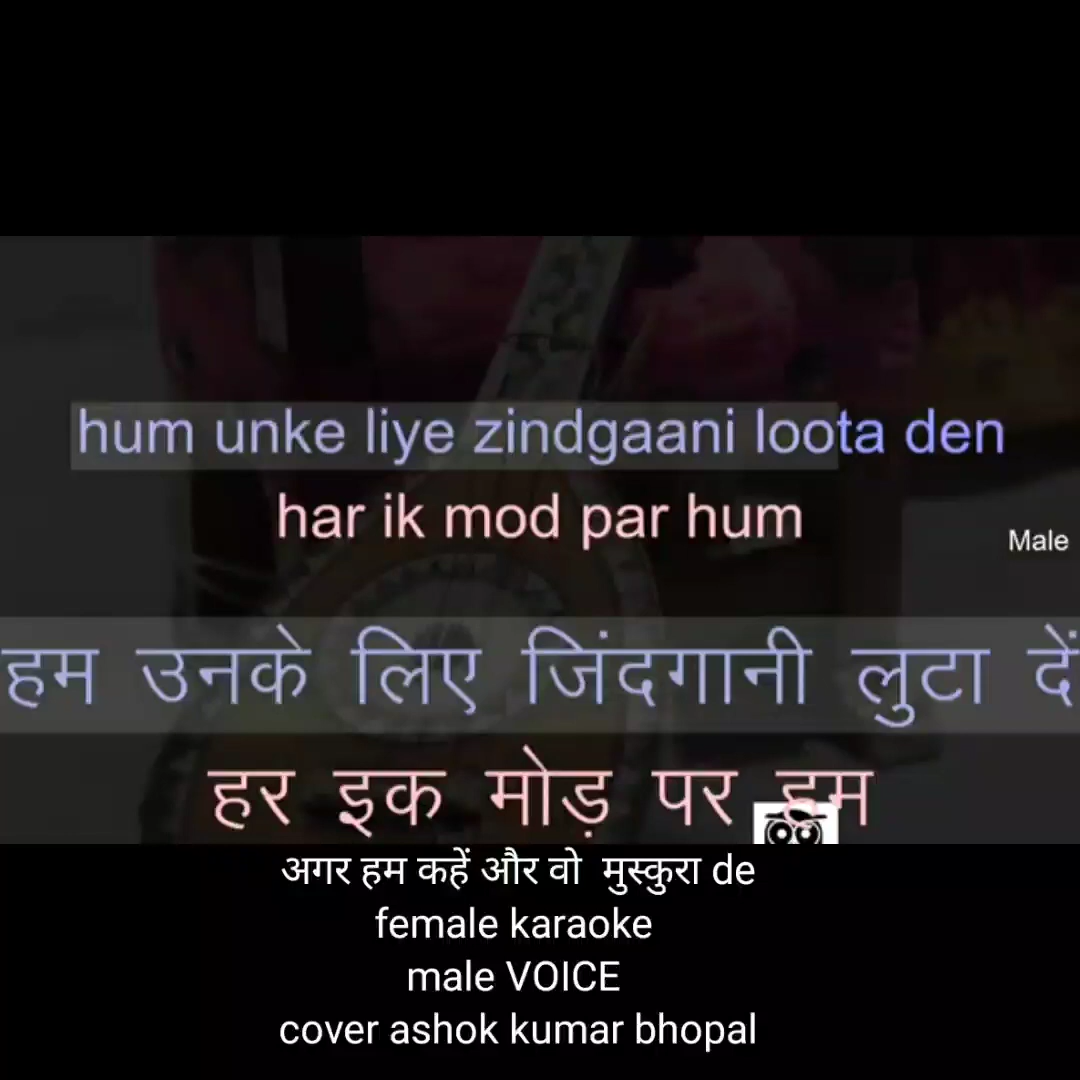 hum unke liye zindgaani loota den
har ik mod par hum
Male
हम उनके लिए जिंदगानी लुटा दें
हर इक मोड़ पर हम
अगर हम कहें और वो मुस्कुरा de
female karaoke
male VOICE
cover ashok kumar bhopal